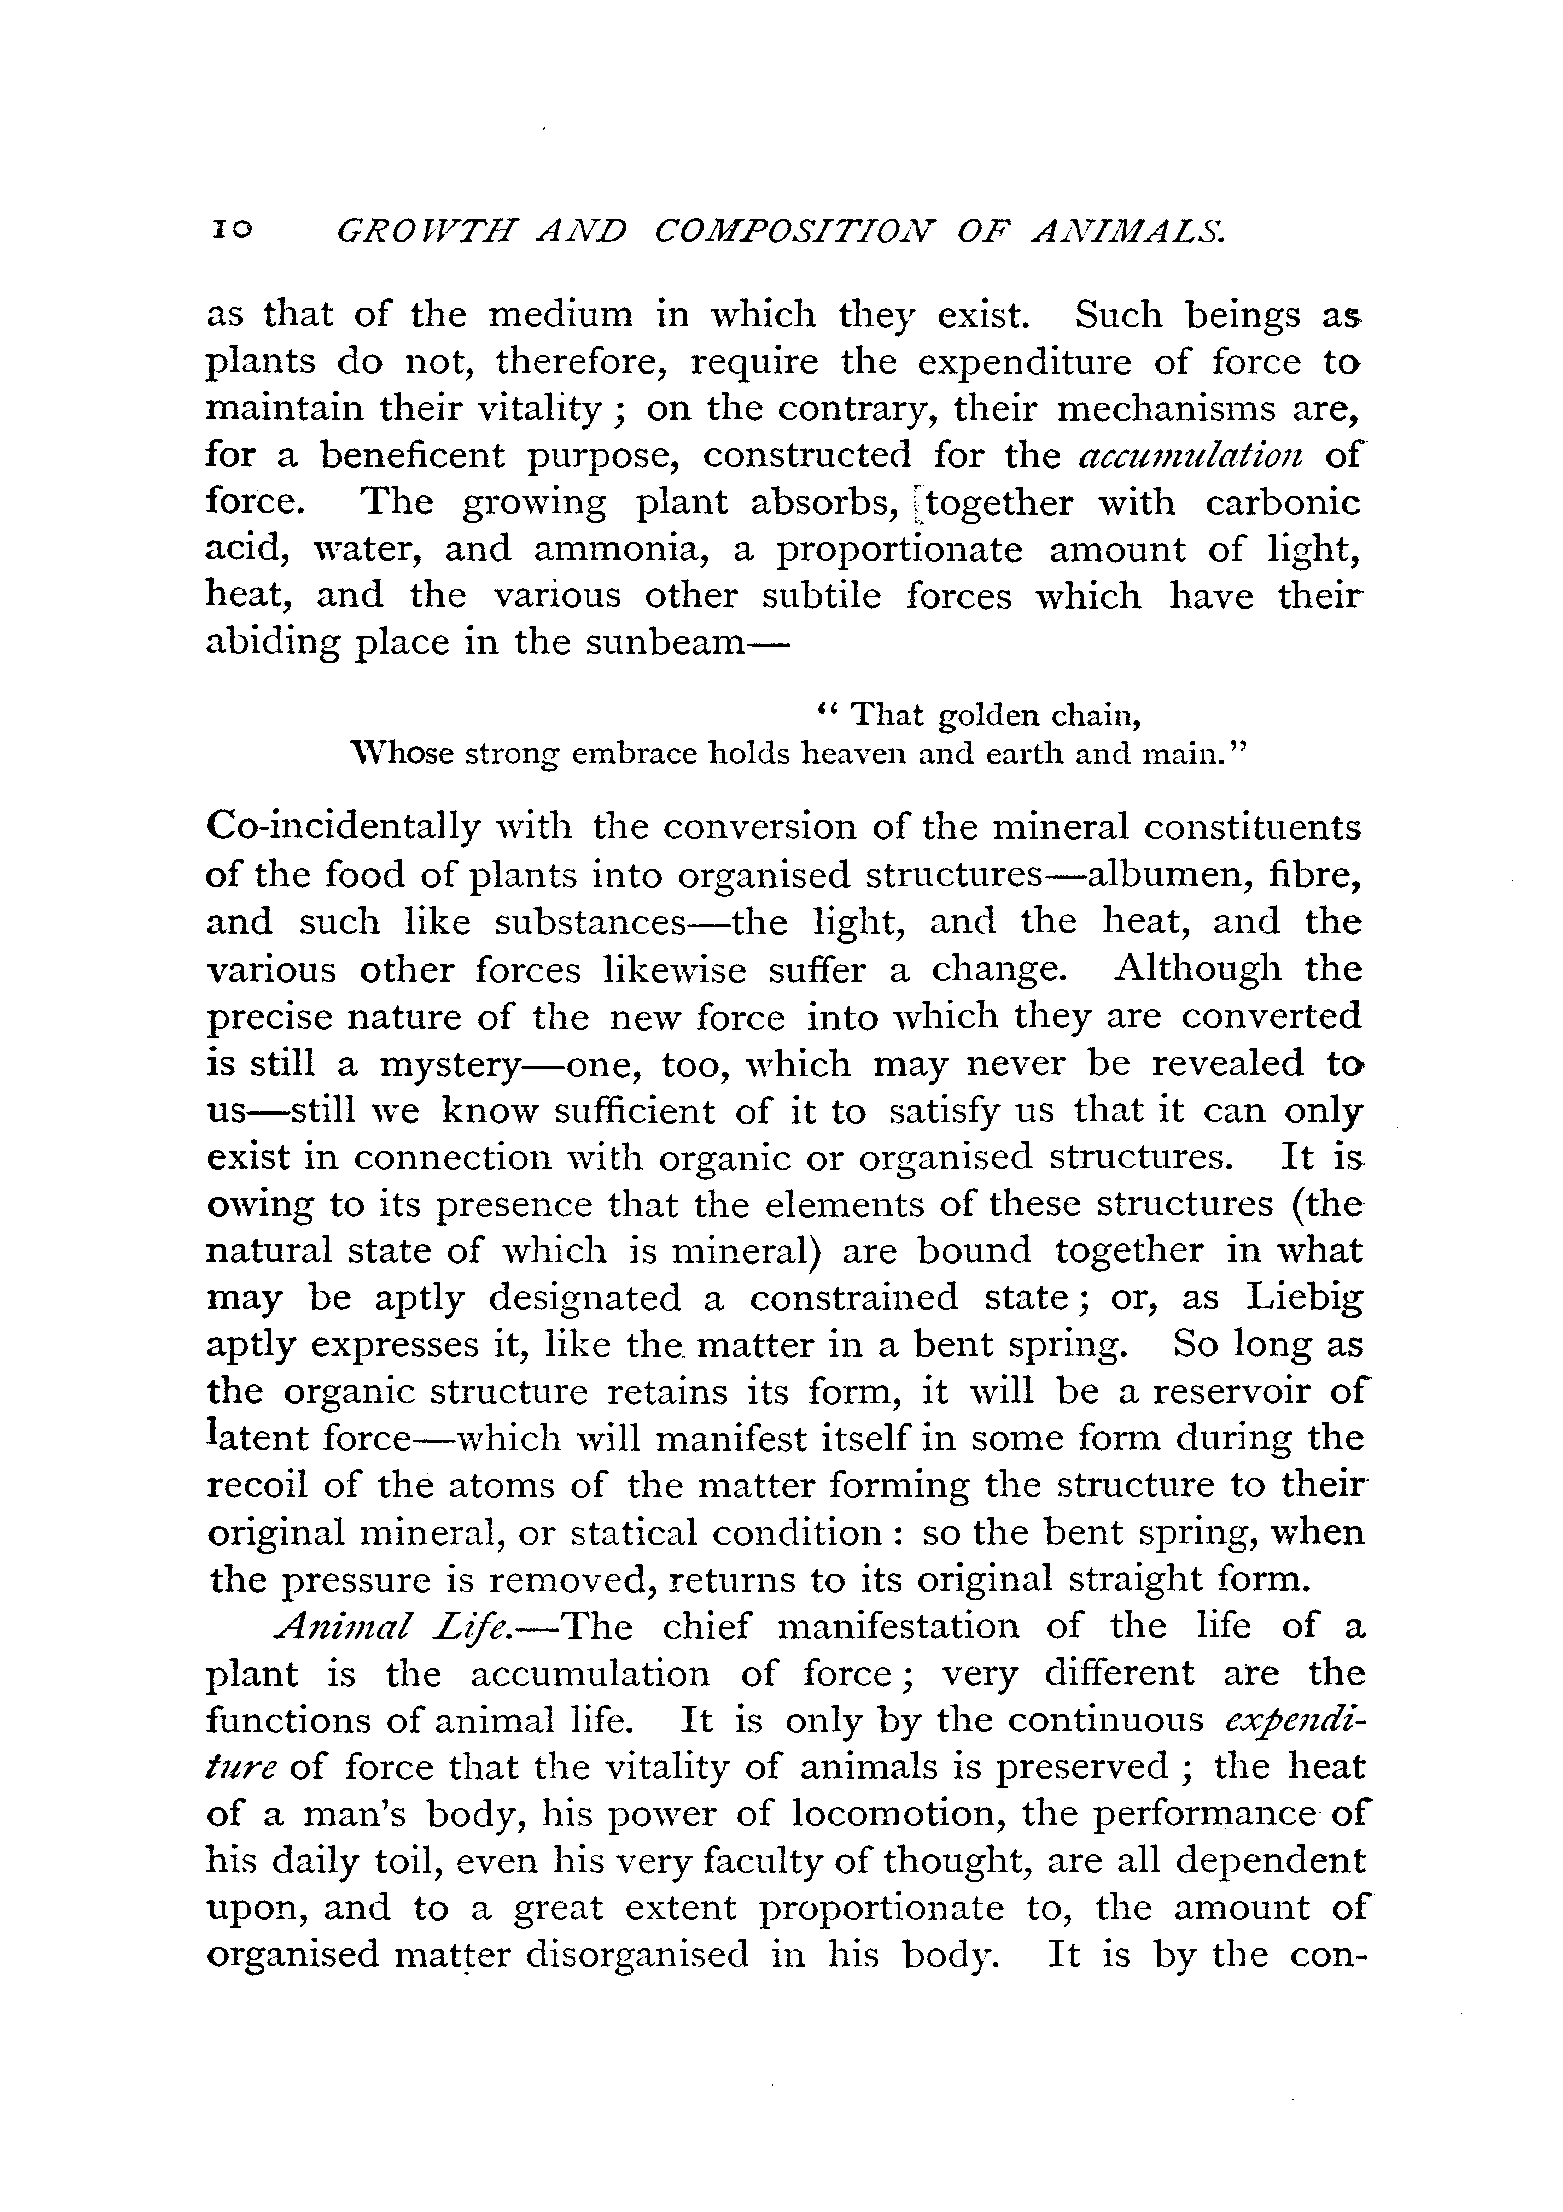 10 GROWTH AND COMPOSITION OF ANIMALS.
as that of the medium in which they exist. Such beings as
plants do not, therefore, require the expenditure of force to
maintain their vitality ; on the contrary, their mechanisms are,
for a beneficent purpose, constructed for the accumulation of
force. The growing plant absorbs, together with carbonic
acid, water, and ammonia, a proportionate amount of light,
heat, and the various other subtile forces which have their
abiding place in the sunbeam—
“ That golden chain,
Whose strong embrace holds heaven and earth and main.”
Co-incidentally with the conversion of the mineral constituents
of the food of plants into organised structures—albumen, fibre,
and such like substances—the light, and the heat, and the
various other forces likewise suffer a change. Although the
precise nature of the new force into which they are converted
is still a mystery—one, too, which may never be revealed to
us—still we know sufficient of it to satisfy us that it can only
exist in connection with organic or organised structures. It is
owing to its presence that the elements of these structures (the
natural state of which is mineral) are bound together in what
may be aptly designated a constrained state ; or, as Liebig
aptly expresses it, like the matter in a bent spring. So long as
the organic structure retains its form, it will be a reservoir of
latent force—which will manifest itself in some form during the
recoil of the atoms of the matter forming the structure to their
original mineral, or statical condition : so the bent spring, when
the pressure is removed, returns to its original straight form.
Animal Life.—The chief manifestation of the life of a
plant is the accumulation of force ; very different are the
functions of animal life. It is only by the continuous expendi-
ture of force that the vitality of animals is preserved ; the heat
of a man's body, his power of locomotion, the performance of
his daily toil, even his very faculty of thought, are all dependent
upon, and to a great extent proportionate to, the amount of
organised matter disorganised in his body. It is by the con-